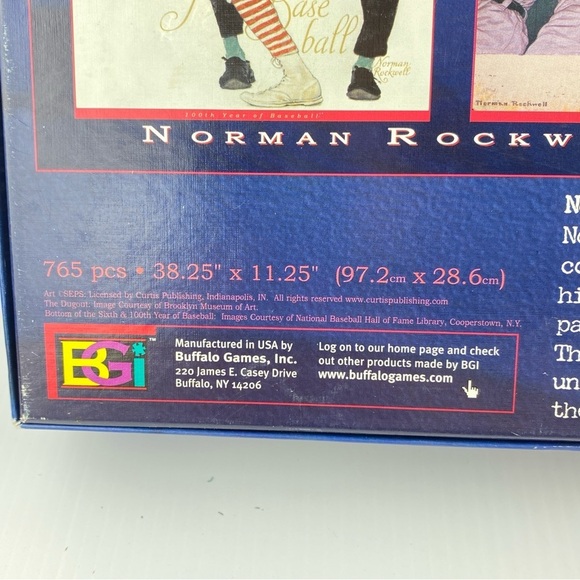 Base
ball
Norman
Rockwell
100th Year of Baseball
Norman Rockwell
NORMAN ROCKW
765 pcs • 38.25" x 11.25" (97.2cm x 28.6cm)
Art ©SEPS: Licensed by Curtis Publishing, Indianapolis, IN. All rights reserved www.curtispublishing.com
The Dugout: Image Courtesy of Brooklyn Museum of Art.
Bottom of the Sixth & 100th Year of Baseball: Images Courtesy of National Baseball Hall of Fame Library, Cooperstown, N.Y.
BGI ™
Manufactured in USA by
Buffalo Games, Inc.
220 James E. Casey Drive
Buffalo, NY 14206
Log on to our home page and check
out other products made by BGI
www.buffalogames.com
N
No
co
hi
pa
Th
un
the